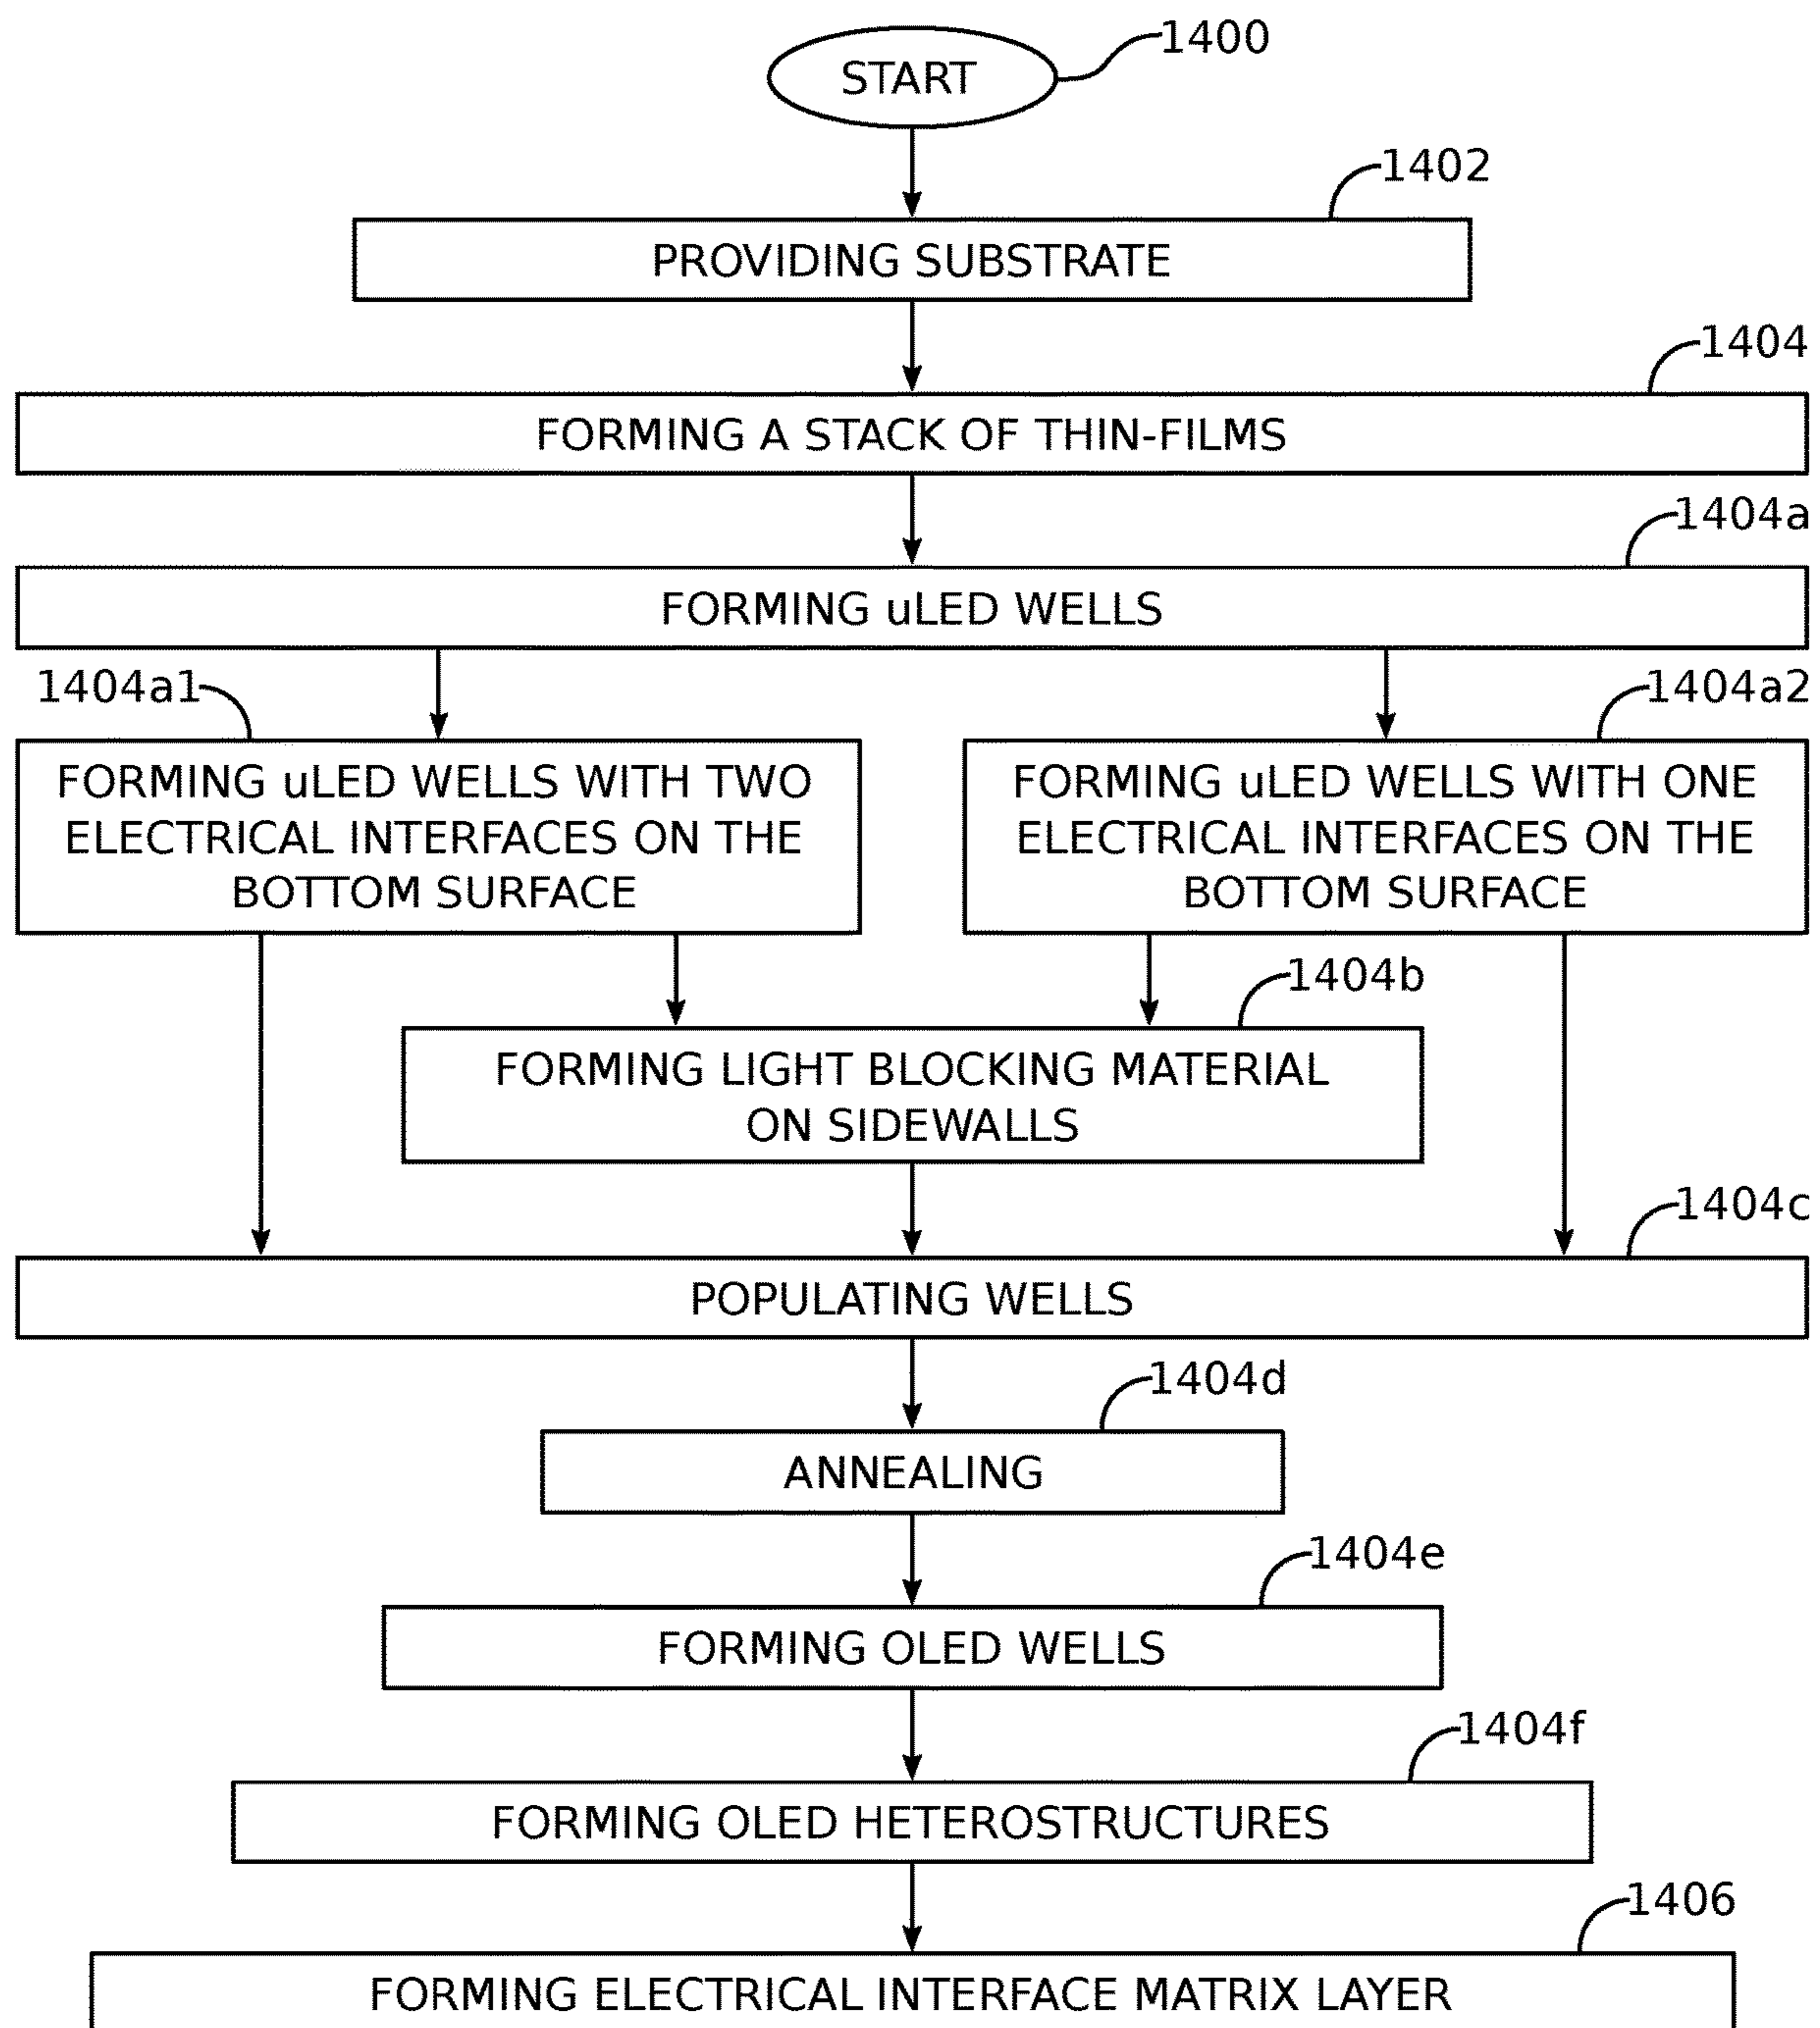 START
1400
1402
PROVIDING SUBSTRATE
1404
FORMING A STACK OF THIN-FILMS
1404a
FORMING uLED WELLS
1404a1
1404a2
FORMING uLED WELLS WITH TWO
ELECTRICAL INTERFACES ON THE
BOTTOM SURFACE
FORMING uLED WELLS WITH ONE
ELECTRICAL INTERFACES ON THE
BOTTOM SURFACE
1404b
FORMING LIGHT BLOCKING MATERIAL
ON SIDEWALLS
1404c
POPULATING WELLS
1404d
ANNEALING
1404e
FORMING OLED WELLS
1404f
FORMING OLED HETEROSTRUCTURES
1406
FORMING ELECTRICAL INTERFACE MATRIX LAYER